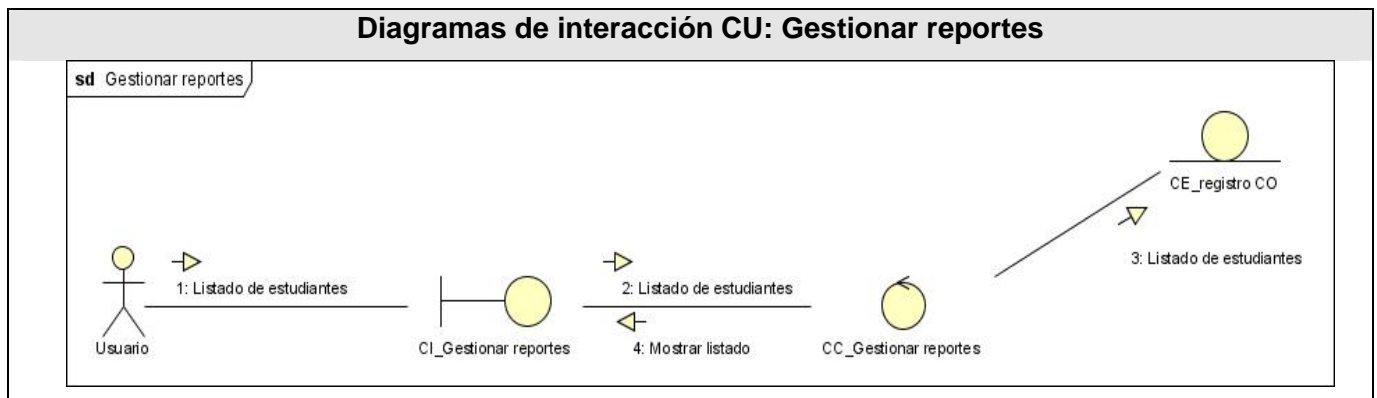 Diagramas de interacción CU: Gestionar reportes
sd Gestionar reportes
CE_registro CO
3: Listado de estudiantes
1: Listado de estudiantes
2: Listado de estudiantes
Usuario
CI_Gestionar reportes
4: Mostrar listado
CC_Gestionar reportes